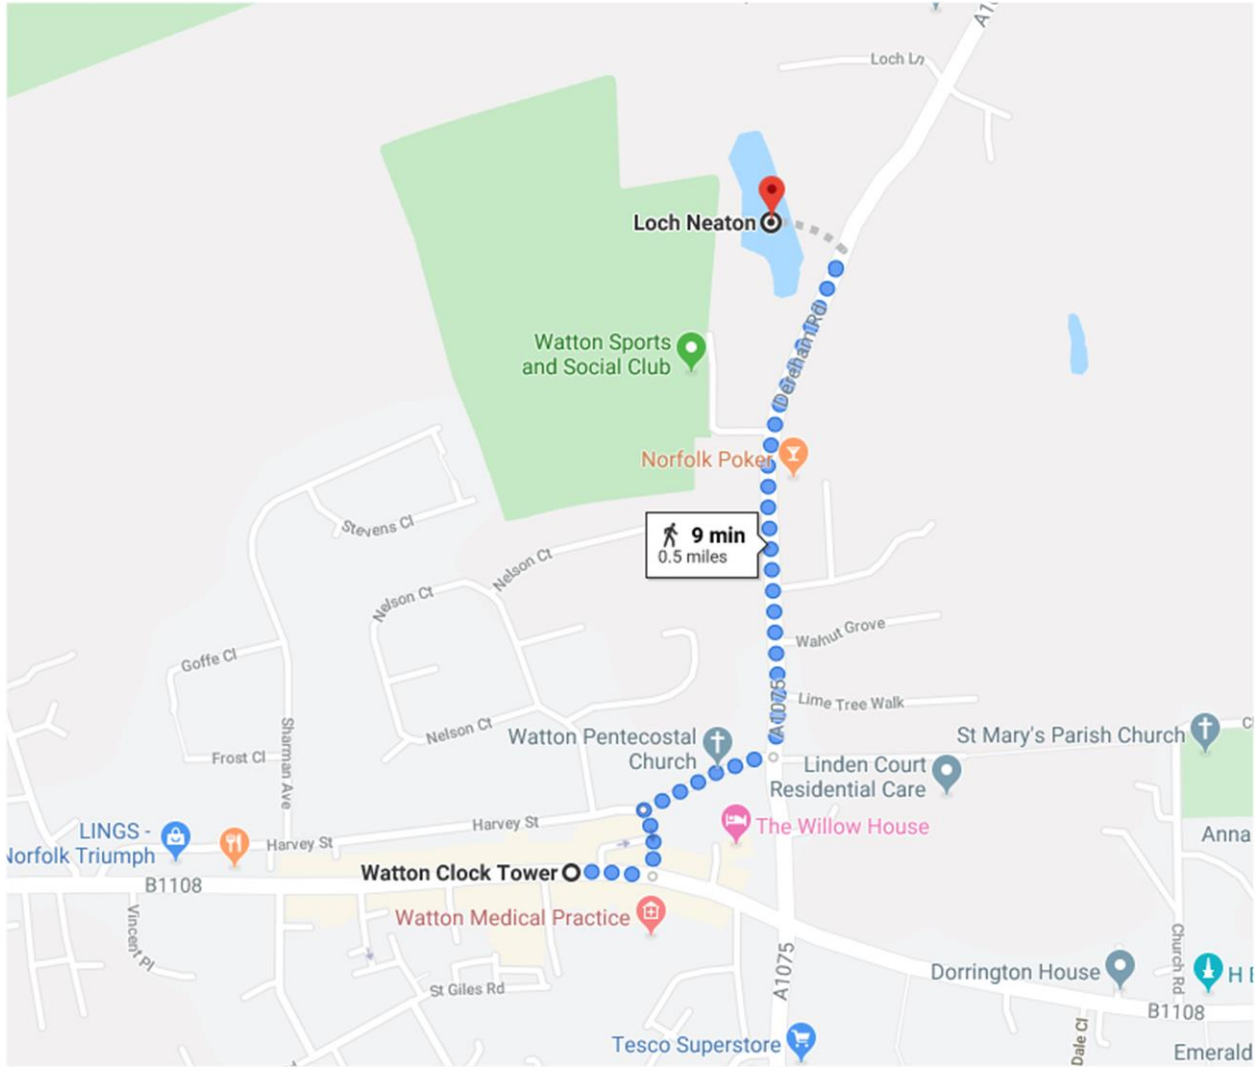 A10
Loch Ln
Loch Neaton
Dereham Rd
Watton Sports
and Social Club
Norfolk Poker
9 min
0.5 miles
Stevens Cl
Nelson Ct
Nelson Ct
Walnut Grove
Goffe Cl
Lime Tree Walk
A1075
Nelson Ct
Sharman Ave
Frost Cl
Watton Pentecostal
Church
St Mary's Parish Church
Linden Court
Residential Care
The Willow House
Harvey St
Harvey St
LINGS -
Norfolk Triumph
Anna
Watton Clock Tower
B1108
Watton Medical Practice
Vincent Pl
St Giles Rd
A1075
Church Rd
Dorrington House
H E
B1108
Dale Cl
Tesco Superstore
Emerald